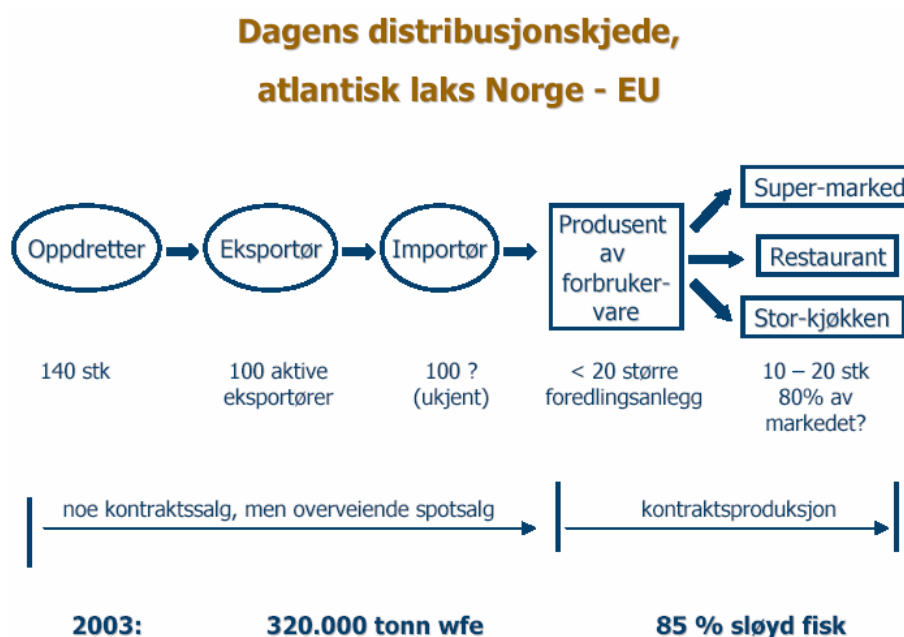 Dagens distribusjonskjede,
atlantisk laks Norge - EU
Oppdretter
Eksportør
Importør
Produsent
av
forbruker-
vare
Super-marked
Restaurant
Stor-kjøkken
140 stk
100 aktive
eksportører
100 ?
(ukjent)
< 20 større
foredlingsanlegg
10 – 20 stk
80% av
markedet?
noe kontraktssalg, men overveiende spotsalg
kontraktsproduksjon
2003: 320.000 tonn wfe 85 % sløyd fisk